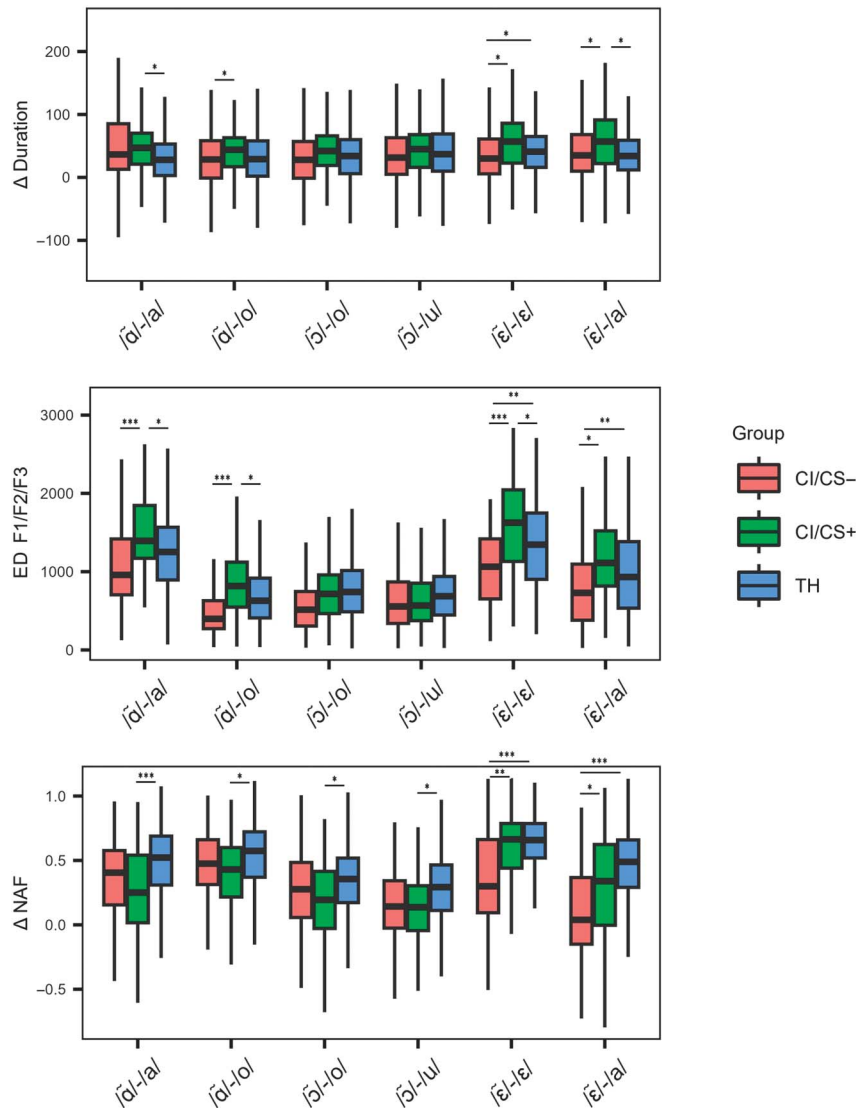 * * * * * *
200
100
0
−100
Δ Duration
/ɑ̃/-/a/ /ɑ̃/-/o/ /ɔ̃/-/o/ /ɔ̃/-/u/ /ɛ̃/-/ɛ/ /ɛ̃/-/a/
*** * *** * ** *** * ** *
3000
2000
1000
0
ED F1/F2/F3
/ɑ̃/-/a/ /ɑ̃/-/o/ /ɔ̃/-/o/ /ɔ̃/-/u/ /ɛ̃/-/ɛ/ /ɛ̃/-/a/
Group
CI/CS−
CI/CS+
TH
*** * * * *** ** *** *
1.0
0.5
0.0
−0.5
Δ NAF
/ɑ̃/-/a/ /ɑ̃/-/o/ /ɔ̃/-/o/ /ɔ̃/-/u/ /ɛ̃/-/ɛ/ /ɛ̃/-/a/